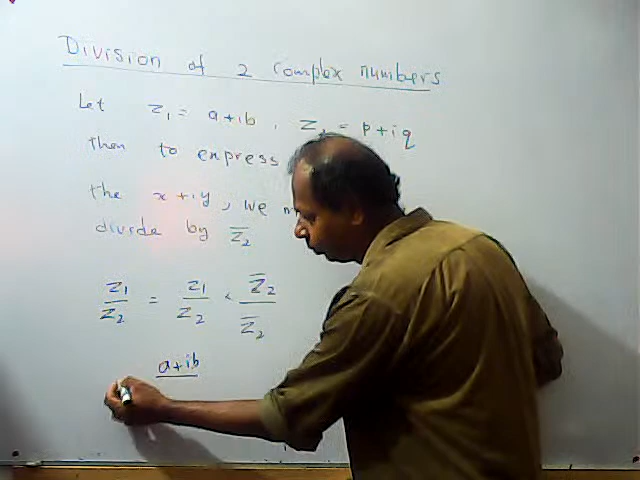 Division of 2 complex numbers
Let z₁ = a+ib, z₂ = p+iq
then to express
the x+iy, we
divide by z̅₂
z₁/z₂ = z₁/z₂ × z̅₂/z̅₂
a+ib